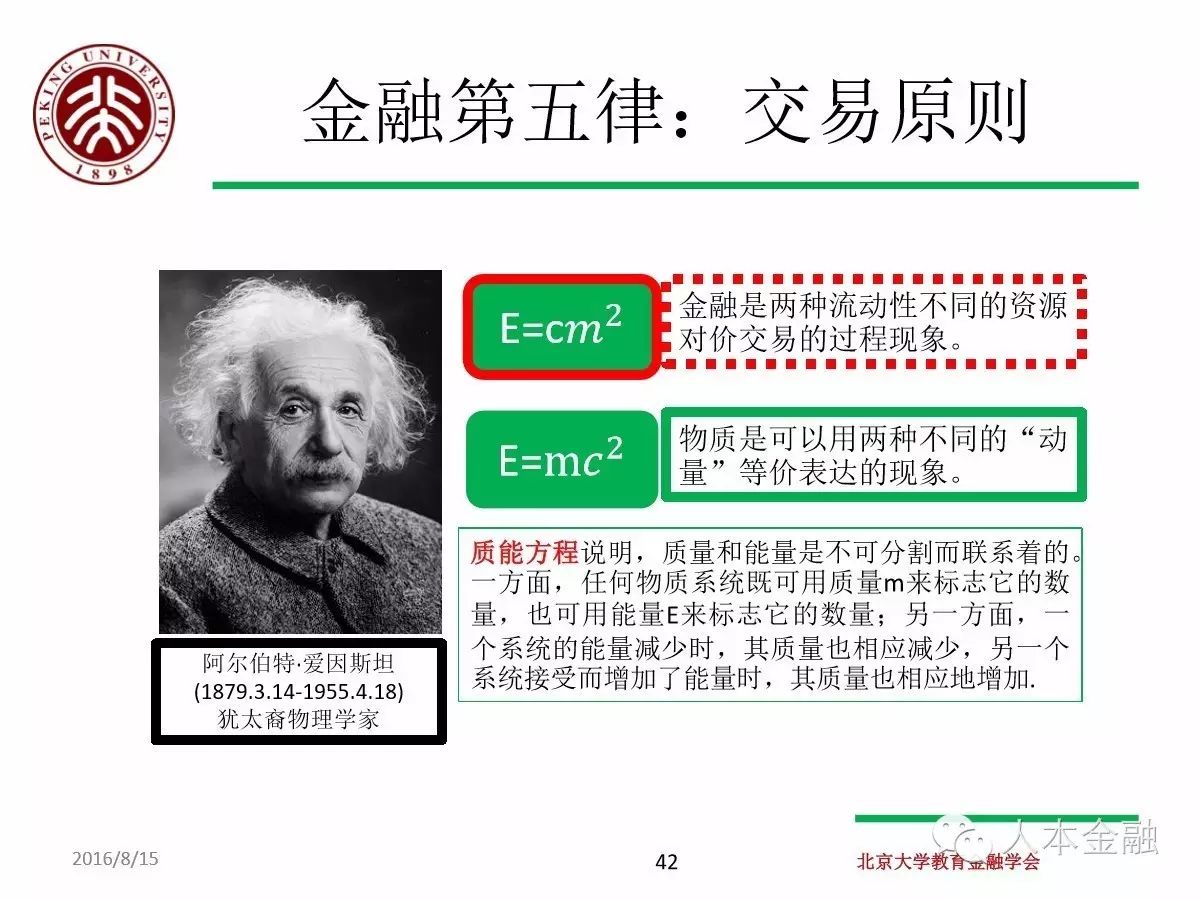 PEKING UNIVERSITY
1898
金融第五律：交易原则
E=cm²
金融是两种流动性不同的资源
对价交易的过程现象。
E=mc²
物质是可以用两种不同的“动
量”等价表达的现象。
质能方程说明，质量和能量是不可分割而联系着的。
一方面，任何物质系统既可用质量m来标志它的数
量，也可用能量E来标志它的数量；另一方面，一
个系统的能量减少时，其质量也相应减少，另一个
系统接受而增加了能量时，其质量也相应地增加.
阿尔伯特·爱因斯坦
(1879.3.14-1955.4.18)
犹太裔物理学家
人本金融
2016/8/15
42
北京大学教育金融学会